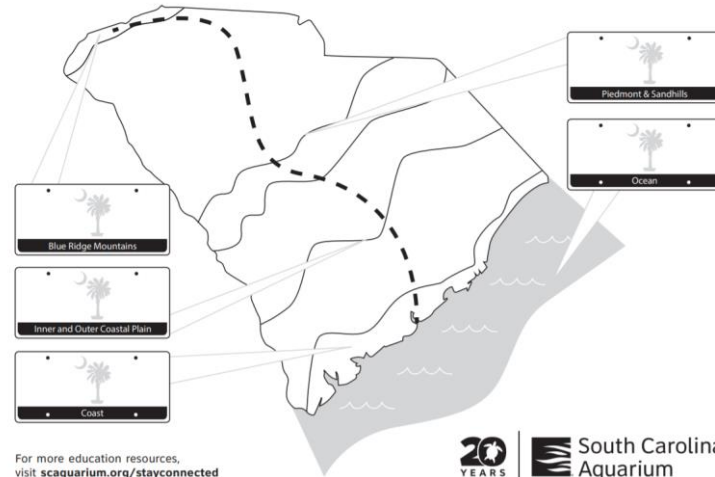 Piedmont & Sandhills
Ocean
Blue Ridge Mountains
Inner and Outer Coastal Plain
Coast
For more education resources,
visit scaquarium.org/stayconnected
20
YEARS
South Carolina
Aquarium